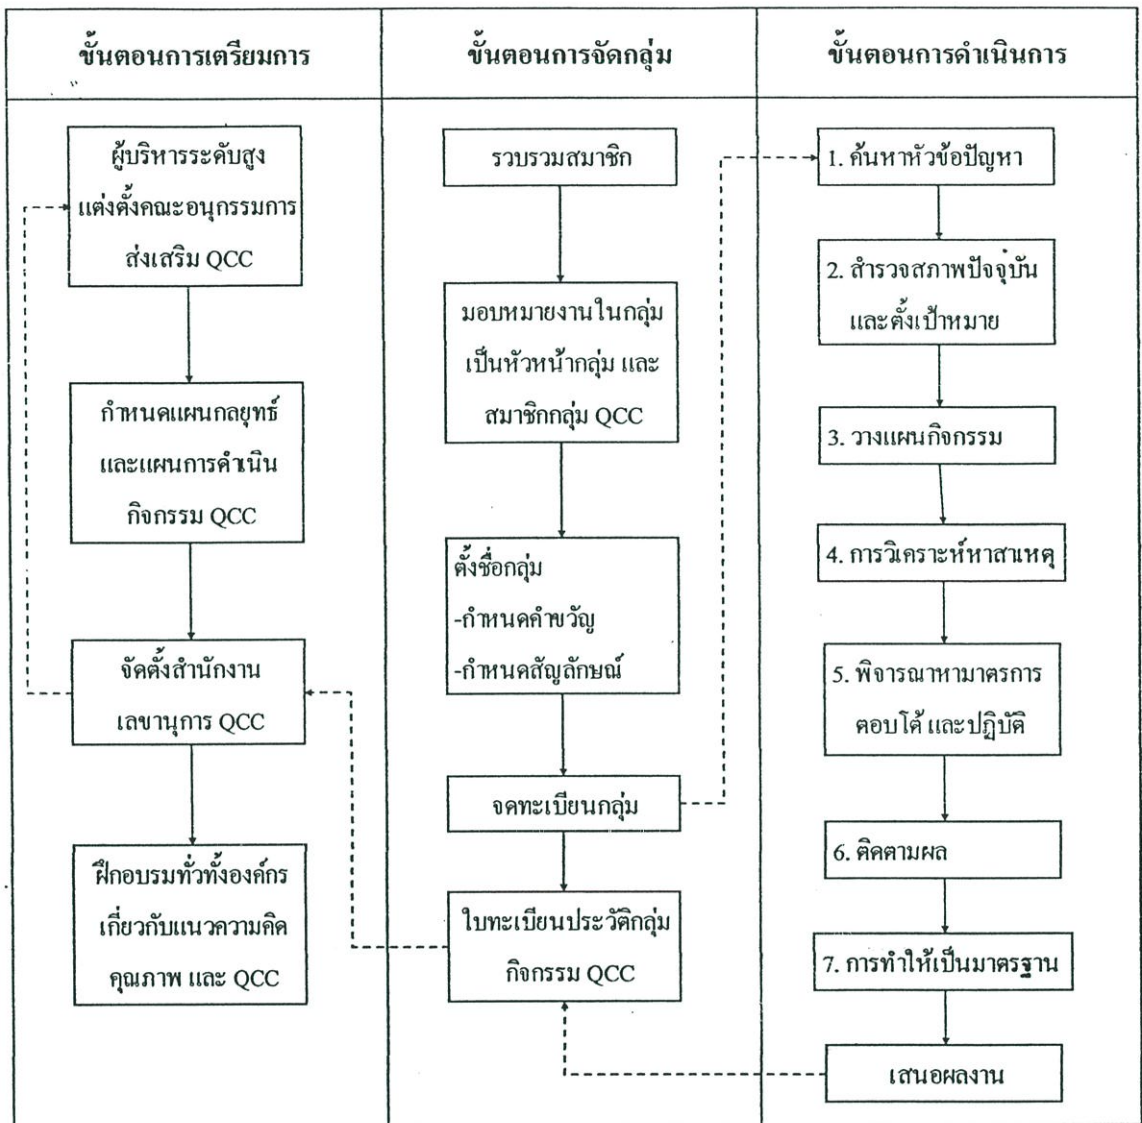 ขั้นตอนการเตรียมการ
ขั้นตอนการจัดกลุ่ม
ขั้นตอนการดำเนินการ
ผู้บริหารระดับสูง
แต่งตั้งคณะอนุกรรมการ
ส่งเสริม QCC
กำหนดแผนกลยุทธ์
และแผนการดำเนิน
กิจกรรม QCC
จัดตั้งสำนักงาน
เลขานุการ QCC
ฝึกอบรมทั่วทั้งองค์กร
เกี่ยวกับแนวความคิด
คุณภาพ และ QCC
รวบรวมสมาชิก
มอบหมายงานในกลุ่ม
เป็นหัวหน้ากลุ่ม และ
สมาชิกกลุ่ม QCC
ตั้งชื่อกลุ่ม
-กำหนดคำขวัญ
-กำหนดสัญลักษณ์
จดทะเบียนกลุ่ม
ใบทะเบียนประวัติกลุ่ม
กิจกรรม QCC
1. ค้นหาหัวข้อปัญหา
2. สำรวจสภาพปัจจุบัน
และตั้งเป้าหมาย
3. วางแผนกิจกรรม
4. การวิเคราะห์หาสาเหตุ
5. พิจารณาหามาตรการ
ตอบโต้ และปฏิบัติ
6. ติดตามผล
7. การทำให้เป็นมาตรฐาน
เสนอผลงาน